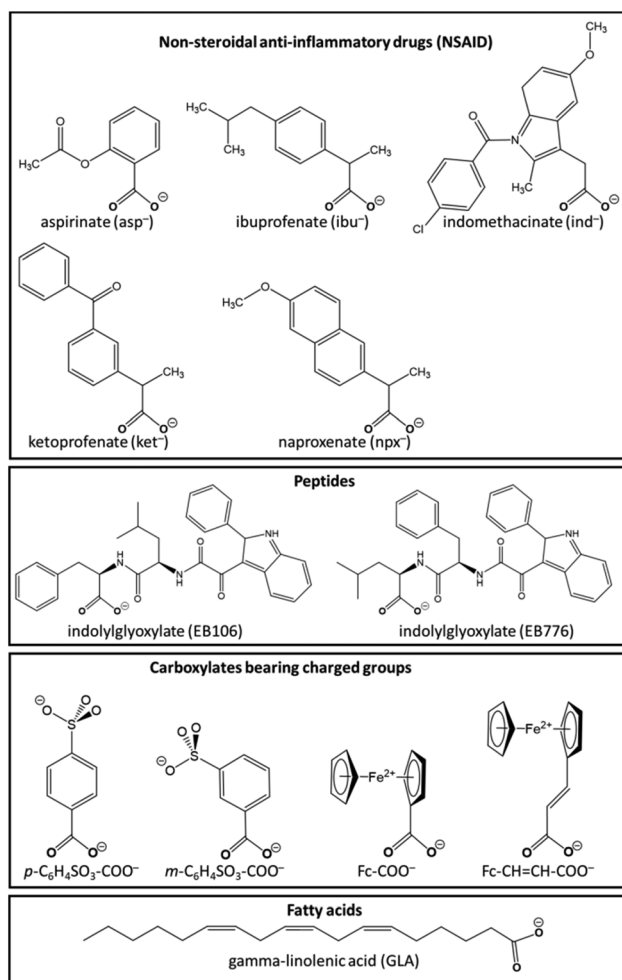 Non-steroidal anti-inflammatory drugs (NSAID)
O
H₃C
O
O
O⊖
aspirinate (asp⁻)
H₃C
CH₃
CH₃
O
O⊖
ibuprofenate (ibu⁻)
CH₃
O
O
N
H₃C
Cl
O
O⊖
indomethacinate (ind⁻)
O
CH₃
O
O⊖
ketoprofenate (ket⁻)
O
H₃C
CH₃
O
O⊖
naproxenate (npx⁻)
Peptides
NH
H
N
O
O
N
H
O
O
O⊖
indolylglyoxylate (EB106)
NH
H
N
O
O
N
H
O
O
O⊖
indolylglyoxylate (EB776)
Carboxylates bearing charged groups
⊖O
O
O
S
O
O⊖
p-C₆H₄SO₃-COO⁻
O
O
⊖O
S
O
O⊖
m-C₆H₄SO₃-COO⁻
Fe²⁺
O
O⊖
Fc-COO⁻
Fe²⁺
O
O⊖
Fc-CH=CH-COO⁻
Fatty acids
O⊖
O
gamma-linolenic acid (GLA)